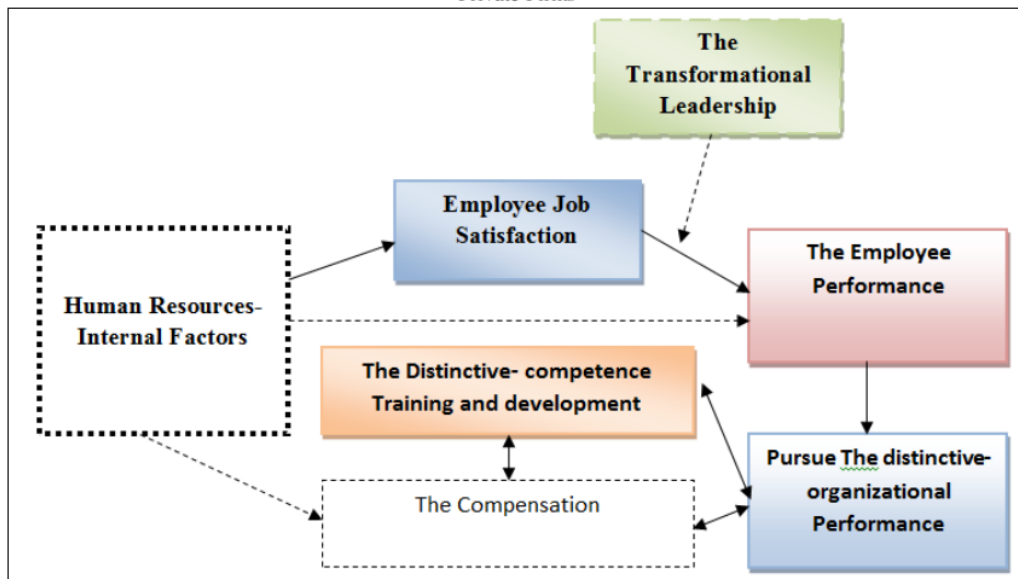 The
Transformational
Leadership
Employee Job
Satisfaction
The Employee
Performance
Human Resources-
Internal Factors
The Distinctive- competence
Training and development
Pursue The distinctive-
organizational
Performance
The Compensation